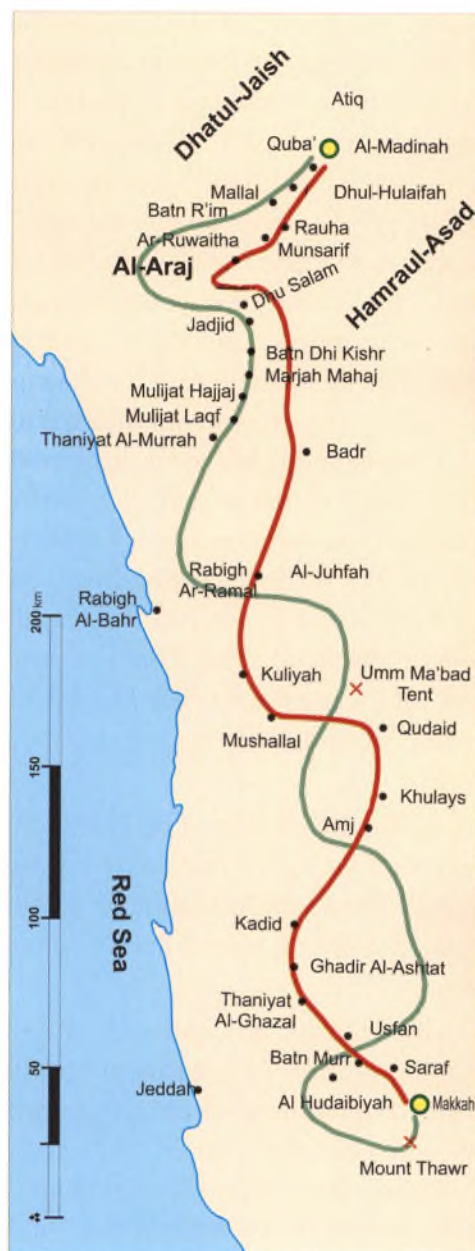 Atiq
Dhatul-Jaish
Quba'
Al-Madinah
Mallal
Dhul-Hulaifah
Batn R'im
Rauha
Ar-Ruwaitha
Munsarif
Hamraul-Asad
Al-Araj
Dhu Salam
Jadjid
Batn Dhi Kishr
Marjah Mahaj
Mulijat Hajjaj
Mulijat Laqf
Thaniyat Al-Murrah
Badr
Rabigh
Ar-Ramal
Al-Juhfah
Rabigh
Al-Bahr
200 km
Kuliyah
Umm Ma'bad
Tent
Mushallal
Qudaid
150
Khulays
Amj
Red Sea
100
Kadid
Ghadir Al-Ashtat
Thaniyat
Al-Ghazal
Usfan
50
Batn Murr
Saraf
Jeddah
Al Hudaibiyah
Makkah
Mount Thawr